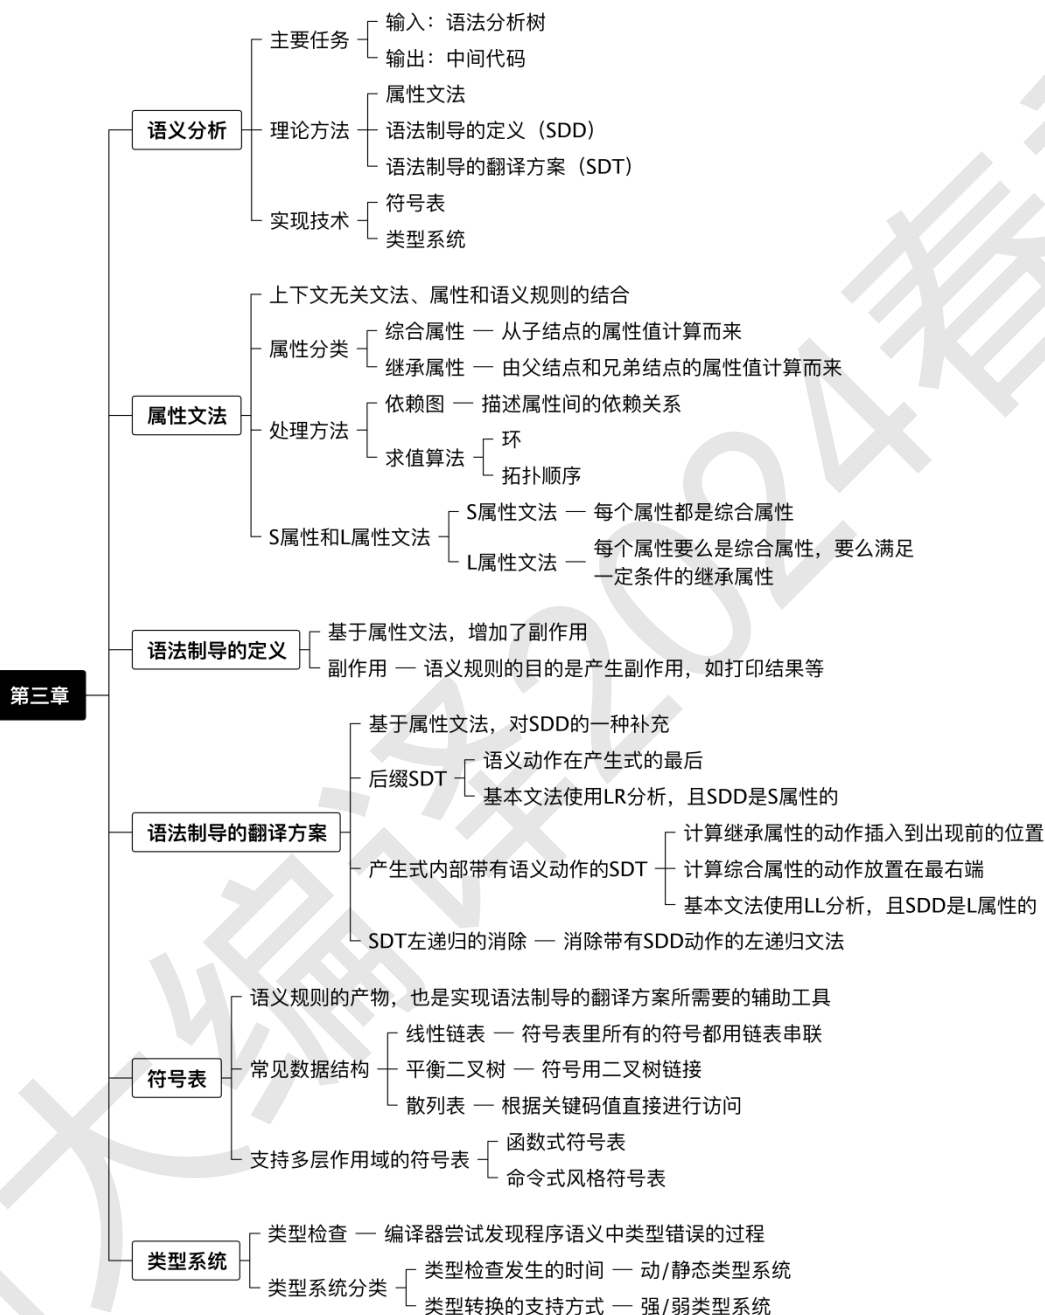 第三章
语义分析
主要任务
输入：语法分析树
输出：中间代码
理论方法
属性文法
语法制导的定义（SDD）
语法制导的翻译方案（SDT）
实现技术
符号表
类型系统
属性文法
上下文无关文法、属性和语义规则的结合
属性分类
综合属性 — 从子结点的属性值计算而来
继承属性 — 由父结点和兄弟结点的属性值计算而来
处理方法
依赖图 — 描述属性间的依赖关系
求值算法
环
拓扑顺序
S属性和L属性文法
S属性文法 — 每个属性都是综合属性
L属性文法 — 每个属性要么是综合属性，要么满足
一定条件的继承属性
语法制导的定义
基于属性文法，增加了副作用
副作用 — 语义规则的目的是产生副作用，如打印结果等
语法制导的翻译方案
基于属性文法，对SDD的一种补充
后缀SDT
语义动作在产生式的最后
基本文法使用LR分析，且SDD是S属性的
产生式内部带有语义动作的SDT
计算继承属性的动作插入到出现前的位置
计算综合属性的动作放置在最右端
基本文法使用LL分析，且SDD是L属性的
SDT左递归的消除 — 消除带有SDD动作的左递归文法
符号表
语义规则的产物，也是实现语法制导的翻译方案所需要的辅助工具
常见数据结构
线性链表 — 符号表里所有的符号都用链表串联
平衡二叉树 — 符号用二叉树链接
散列表 — 根据关键码值直接进行访问
支持多层作用域的符号表
函数式符号表
命令式风格符号表
类型系统
类型检查 — 编译器尝试发现程序语义中类型错误的过程
类型系统分类
类型检查发生的时间 — 动/静态类型系统
类型转换的支持方式 — 强/弱类型系统
大编译2024春